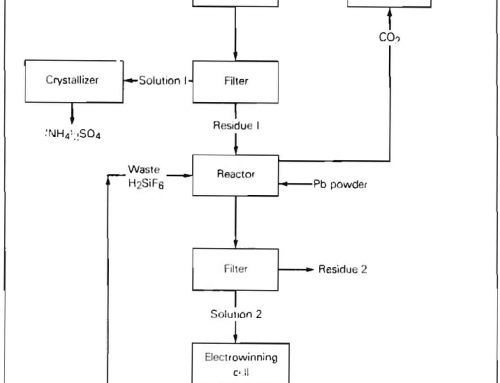 CO2
Crystallizer
Solution I
Filter
(NH4)2SO4
Residue I
Waste
H2SiF6
Reactor
Pb powder
Filter
Residue 2
Solution 2
Electrowinning
cell